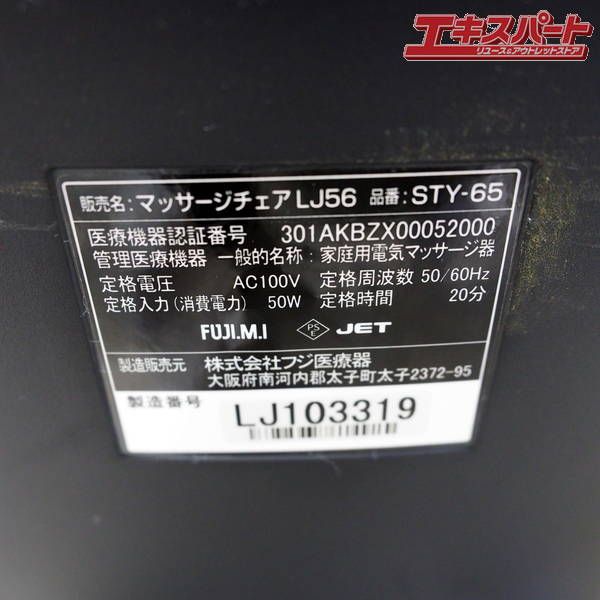 エキスパート
リユース&アウトレットストア
販売名：マッサージチェア LJ56 品番：STY-65
医療機器認証番号 301AKBZX00052000
管理医療機器 一般的名称：家庭用電気マッサージ器
定格電圧 AC100V 定格周波数 50/60Hz
定格入力（消費電力） 50W 定格時間 20分
FUJI.M.I PS E JET
製造販売元 株式会社フジ医療器
大阪府南河内郡太子町太子2372-95
製造番号
LJ103319